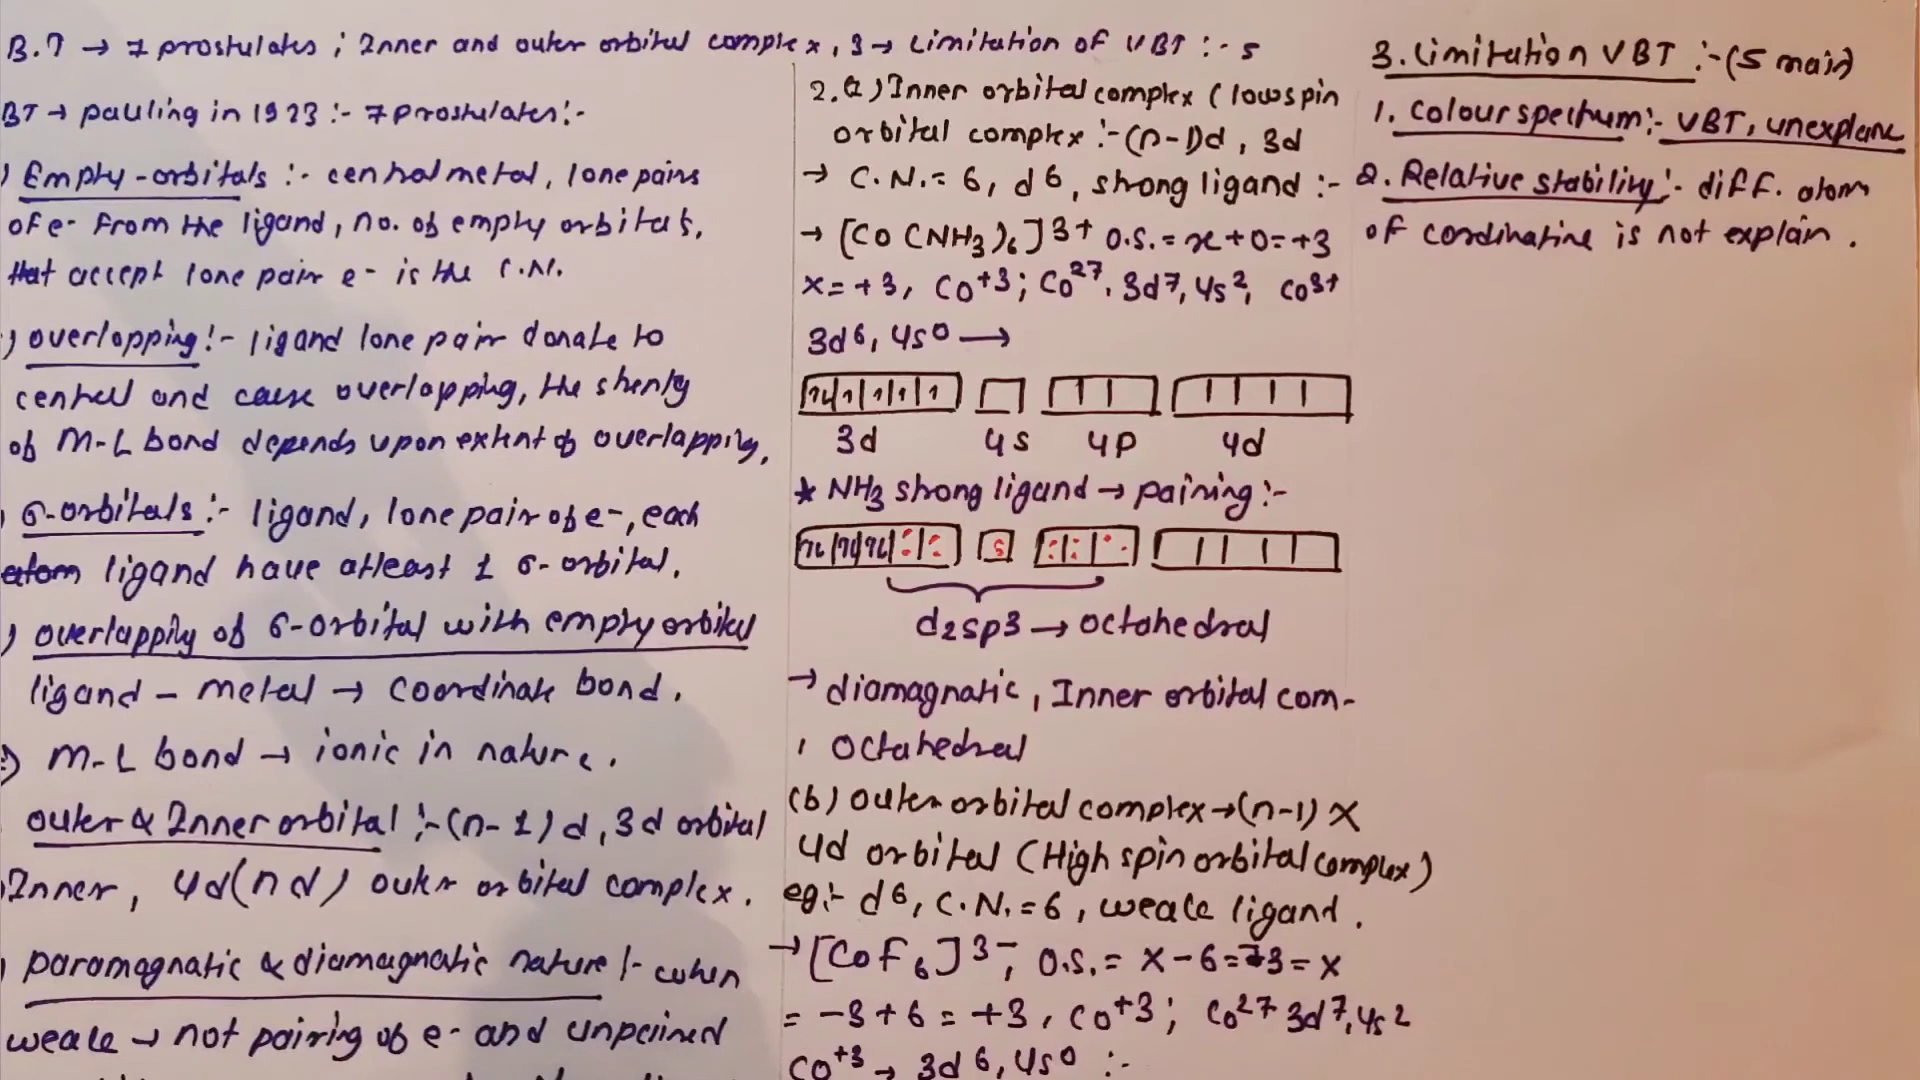 B.T → 7 prostulates ; Inner and outer orbital complex, 3 → Limitation of VBT :- 5
BT → pauling in 1923 :- 7 prostulates :-
) Empty-orbitals :- central metal, lone pairs
of e- from the ligand, no. of empty orbitals,
that accept lone pair e- is the C.N.
) overlapping :- ligand lone pair donate to
central and cause overlapping, the
of M-L bond depends upon extent of overlapping,
) σ-orbitals :- ligand, lone pair of e-, each
ligand have atleast 1 σ-orbital.
) overlapping of σ-orbital with empty orbital
ligand - metal → coordinate bond.
) M-L bond → ionic in nature.
outer & Inner orbital :- (n-1)d, 3d orbital
Inner, 4d(nd) outer orbital complex.
) paramagnatic & diamagnatic nature :- when
weak → not pairing of e- and unpaired
2. (a) Inner orbital complex (low spin
orbital complex :- (n-1)d, 3d
→ C.N. = 6, d6, strong ligand :-
→ [Co(NH3)6]3+ O.S. = x+0 = +3
x = +3, Co+3; Co27, 3d7, 4s2, Co3+
3d6, 4s0 →
3d 4s 4p 4d
* NH3 strong ligand → pairing :-
d2sp3 → octahedral
→ diamagnatic, Inner orbital com-
, octahedral
(b) outer orbital complex → (n-1) X
4d orbital (High spin orbital complex)
eg:- d6, C.N. = 6, weak ligand.
→ [CoF6]3-, O.S. = x-6 = -3 = x
= -3+6 = +3, Co+3; Co27 3d7, 4s2
Co+3 → 3d6, 4s0 :-
3. Limitation VBT :- (5 main)
1. Colour spectrum :- VBT, unexplane
2. Relative stability :- diff. atom
of cordinatine is not explain.